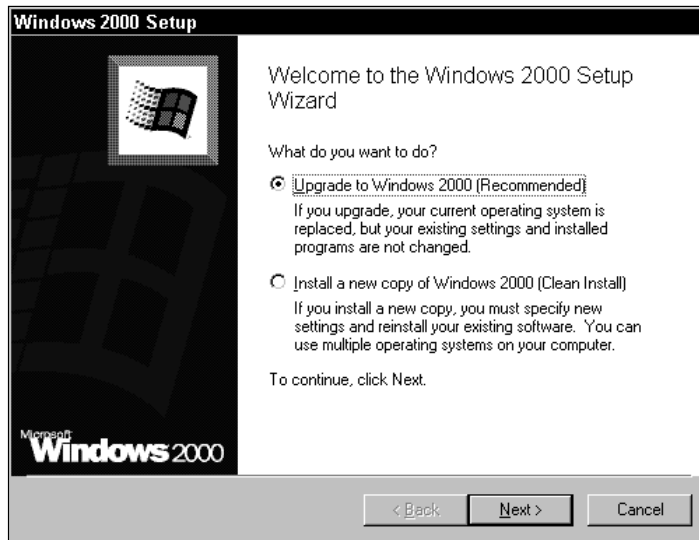 Windows 2000 Setup
Welcome to the Windows 2000 Setup
Wizard
What do you want to do?
Upgrade to Windows 2000 (Recommended)
If you upgrade, your current operating system is
replaced, but your existing settings and installed
programs are not changed.
Install a new copy of Windows 2000 (Clean Install)
If you install a new copy, you must specify new
settings and reinstall your existing software.  You can
use multiple operating systems on your computer.
To continue, click Next.
Microsoft
Windows 2000
< Back
Next >
Cancel